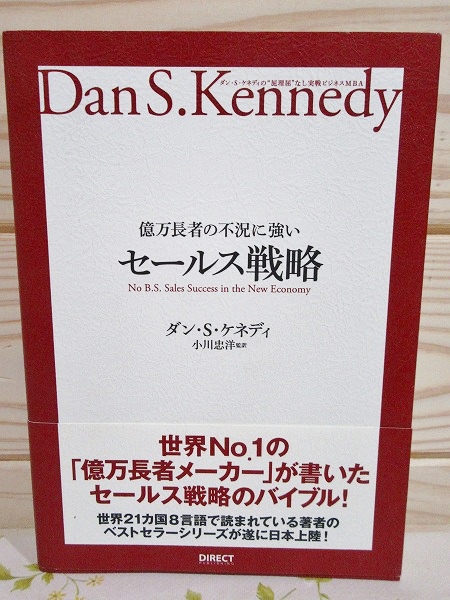 ダン・S・ケネディの"屁理屈"なし実戦ビジネスMBA
Dan S. Kennedy
億万長者の不況に強い
セールス戦略
No B.S. Sales Success in the New Economy
ダン・S・ケネディ
小川忠洋監訳
世界No.1の
「億万長者メーカー」が書いた
セールス戦略のバイブル!
世界21カ国8言語で読まれている著者の
ベストセラーシリーズが遂に日本上陸!
DIRECT
PUBLISHING